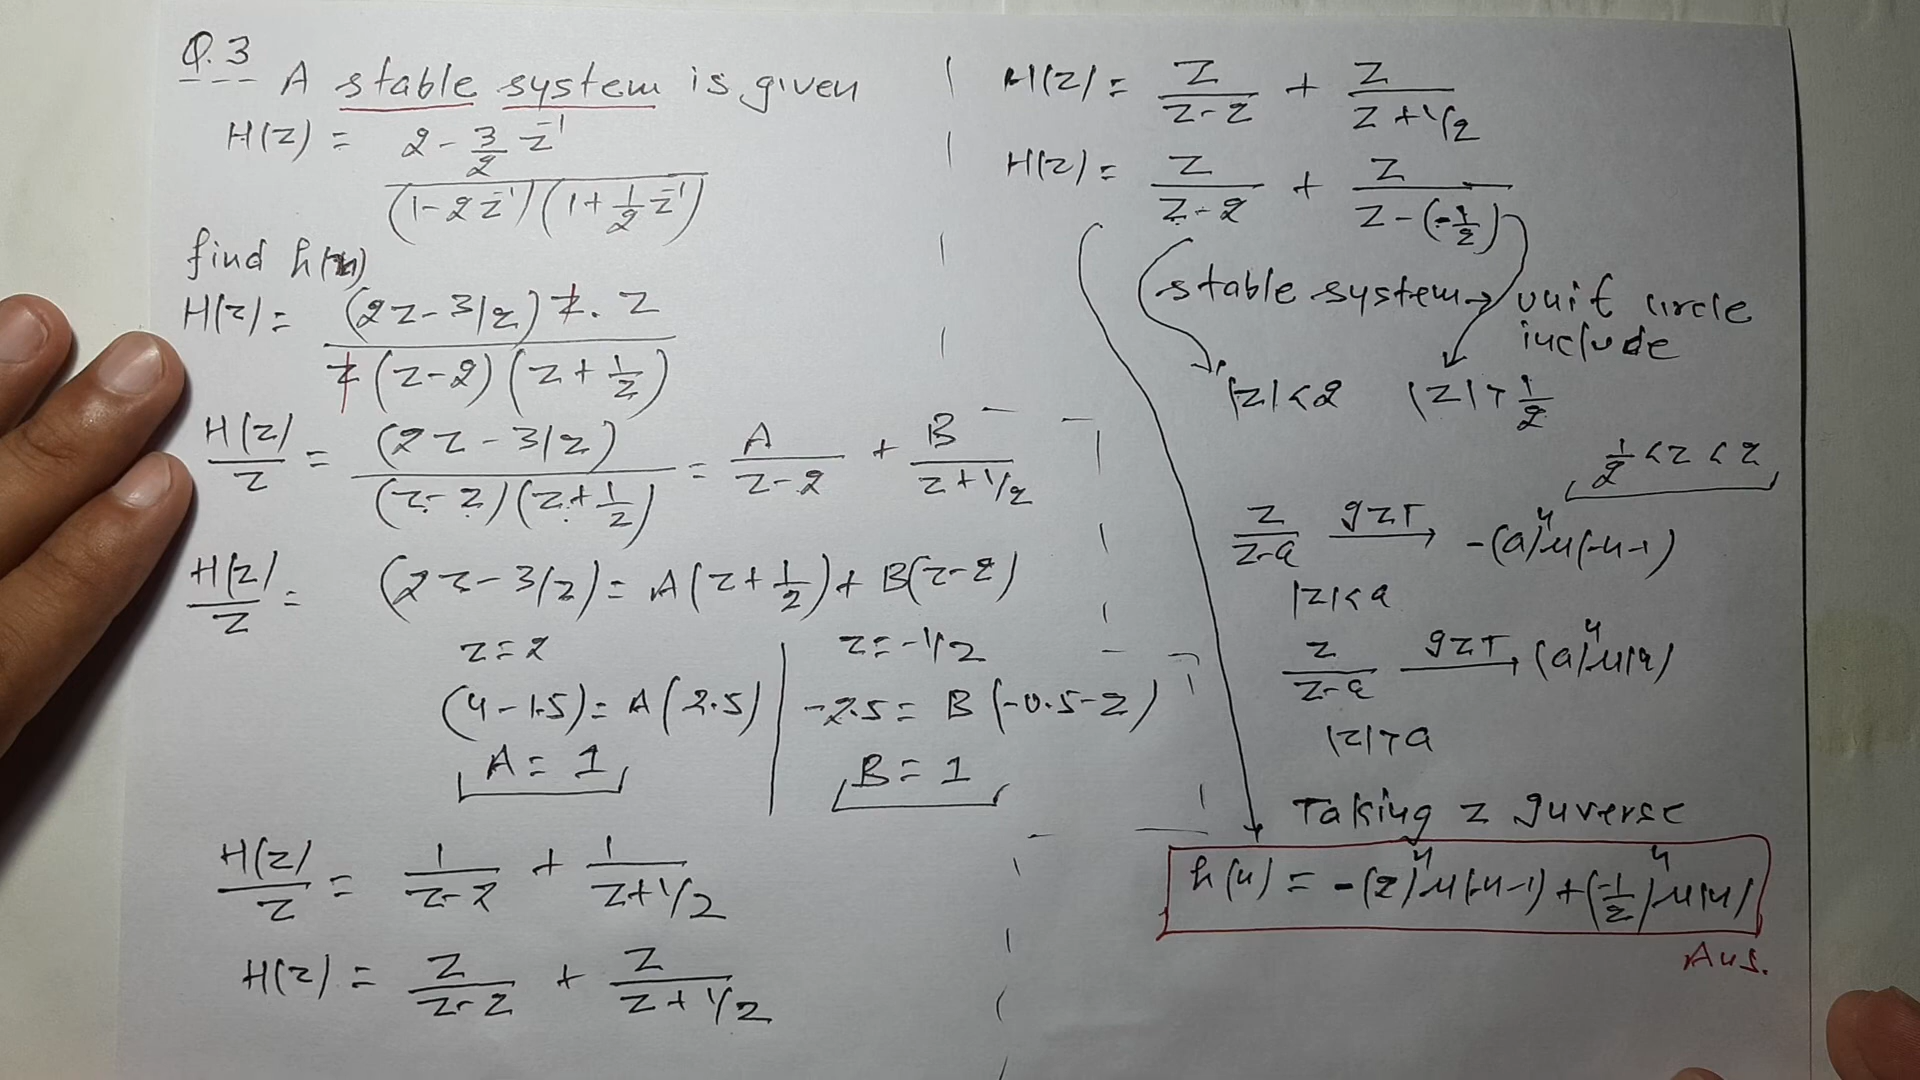 Q.3
A stable system is given
H(z) = 2 - 3/2 z^-1 / (1-2z^-1)(1+1/2 z^-1)
find h(n)
H(z) = (2z-3/2) z. z / z (z-2)(z+1/2)
H(z)/z = (2z-3/2) / (z-2)(z+1/2) = A/z-2 + B/z+1/2
H(z)/z = (2z-3/2) = A(z+1/2) + B(z-2)
z=2
(4-1.5) = A(2.5)
A = 1
z=-1/2
-2.5 = B(-0.5-2)
B = 1
H(z)/z = 1/z-2 + 1/z+1/2
H(z) = z/z-2 + z/z+1/2
H(z) = z/z-2 + z/z+1/2
H(z) = z/z-2 + z/z-(-1/2)
stable system → unit circle
include
|z|<2 |z|>1/2
1/2 < z < 2
z/z-a IZT → -(a)^n u(-n-1)
|z|<a
z/z-a IZT → (a)^n u(n)
|z|>a
Taking z Inverse
h(n) = -(2)^n u(-n-1) + (-1/2)^n u(n)
Ans.